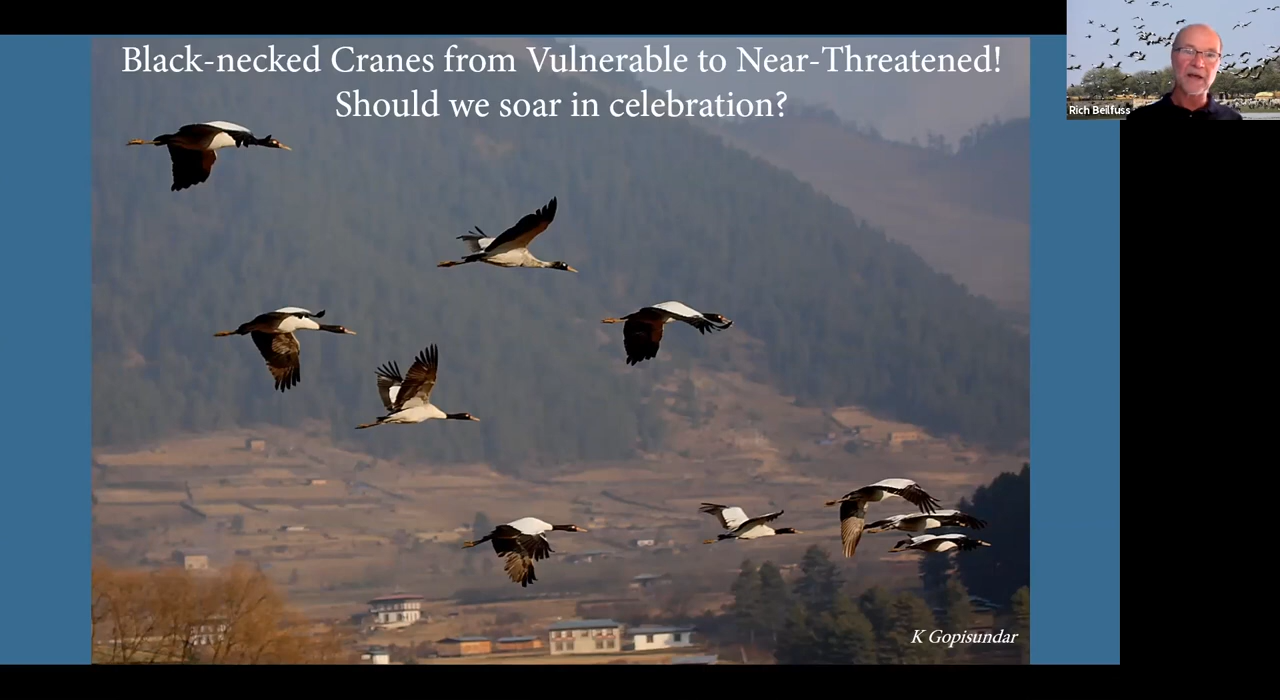 Black-necked Cranes from Vulnerable to Near-Threatened!
Should we soar in celebration?
Rich Beilfuss
K Gopisundar